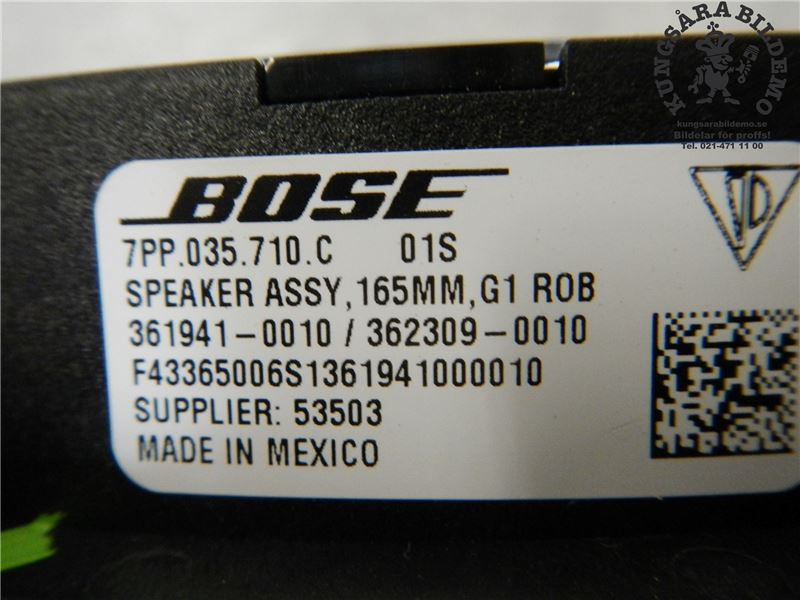 KUNGSÅRA BILDEMO
kungsarabildemo.se
Bildelar för proffs!
Tel. 021-471 11 00
BOSE
7PP.035.710.C 01S
SPEAKER ASSY,165MM,G1 ROB
361941-0010 / 362309-0010
F43365006S1361941000010
SUPPLIER: 53503
MADE IN MEXICO